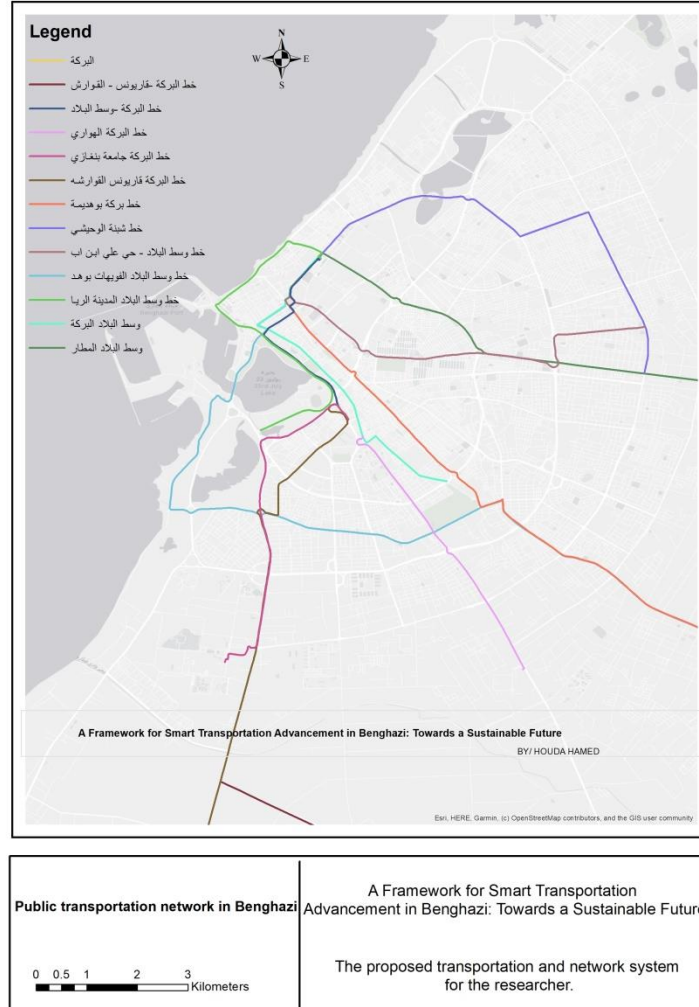 Legend
N
W
E
S
البركة
خط البركة -قاريونس - القوارش
خط البركة -وسط البلاد
خط البركة الهواري
خط البركة جامعة بنغازي
خط البركة قاريونس القوارشه
خط بركة بوهديمة
خط شبنة الوحيشي
خط وسط البلاد - حي علي ابن اب
خط وسط البلاد الفويهات بوهد
خط وسط البلاد المدينة الريا
وسط البلاد البركة
وسط البلاد المطار
A Framework for Smart Transportation Advancement in Benghazi: Towards a Sustainable Future
BY/ HOUDA HAMED
Esri, HERE, Garmin, (c) OpenStreetMap contributors, and the GIS user community
Public transportation network in Benghazi
0 0.5 1 2 3
Kilometers
A Framework for Smart Transportation
Advancement in Benghazi: Towards a Sustainable Future
The proposed transportation and network system
for the researcher.